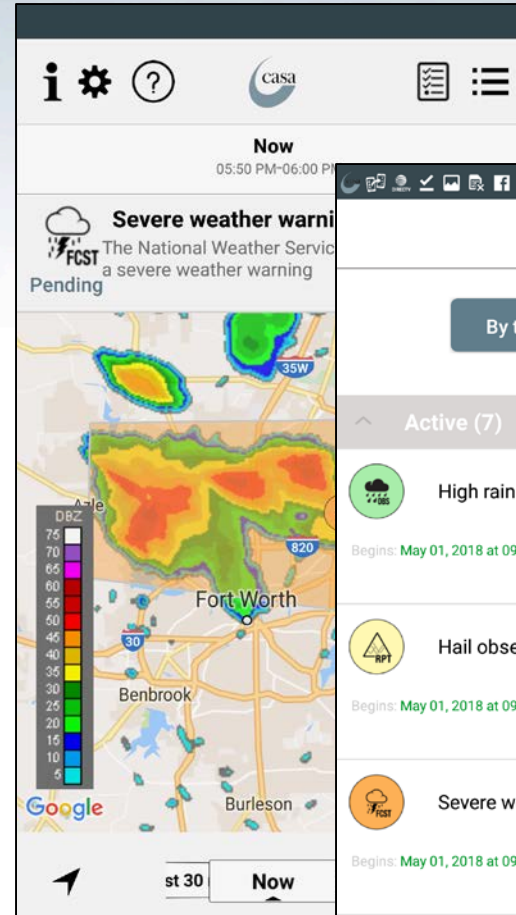 i ?
casa
Now
05:50 PM-06:00 P
Severe weather warni
The National Weather Servic
a severe weather warning
FCST
Pending
35W
Azle
DBZ
75
70
65
60
55
50
45
40
35
30
25
20
15
10
5
820
Fort Worth
30
Benbrook
Burleson
Google
st 30
Now
By t
Active (7)
OBS
High rain
Begins: May 01, 2018 at 09
RPT
Hail obse
Begins: May 01, 2018 at 09
FCST
Severe w
Begins: May 01, 2018 at 09